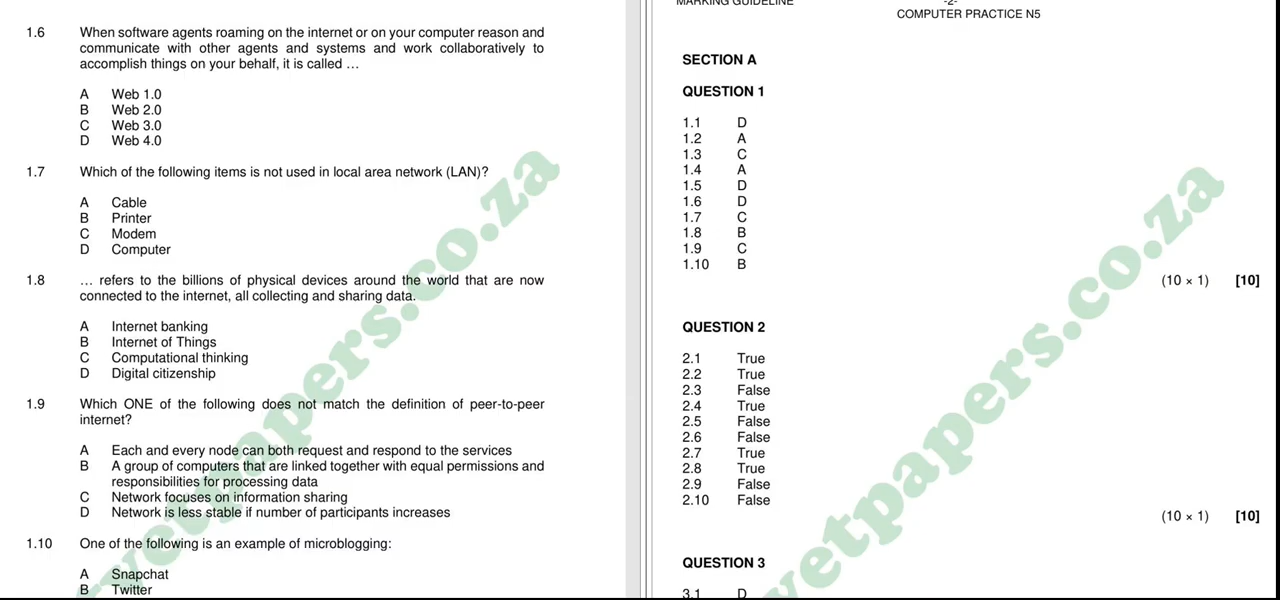 1.6 When software agents roaming on the internet or on your computer reason and
communicate with other agents and systems and work collaboratively to
accomplish things on your behalf, it is called …
A Web 1.0
B Web 2.0
C Web 3.0
D Web 4.0
1.7 Which of the following items is not used in local area network (LAN)?
A Cable
B Printer
C Modem
D Computer
1.8 … refers to the billions of physical devices around the world that are now
connected to the internet, all collecting and sharing data.
A Internet banking
B Internet of Things
C Computational thinking
D Digital citizenship
1.9 Which ONE of the following does not match the definition of peer-to-peer
internet?
A Each and every node can both request and respond to the services
B A group of computers that are linked together with equal permissions and
responsibilities for processing data
C Network focuses on information sharing
D Network is less stable if number of participants increases
1.10 One of the following is an example of microblogging:
A Snapchat
B Twitter
vetpapers.co.za
MARKING GUIDELINE -2-
COMPUTER PRACTICE N5
SECTION A
QUESTION 1
1.1 D
1.2 A
1.3 C
1.4 A
1.5 D
1.6 D
1.7 C
1.8 B
1.9 C
1.10 B
(10 × 1) [10]
QUESTION 2
2.1 True
2.2 True
2.3 False
2.4 True
2.5 False
2.6 False
2.7 True
2.8 True
2.9 False
2.10 False
(10 × 1) [10]
QUESTION 3
3.1 D
vetpapers.co.za